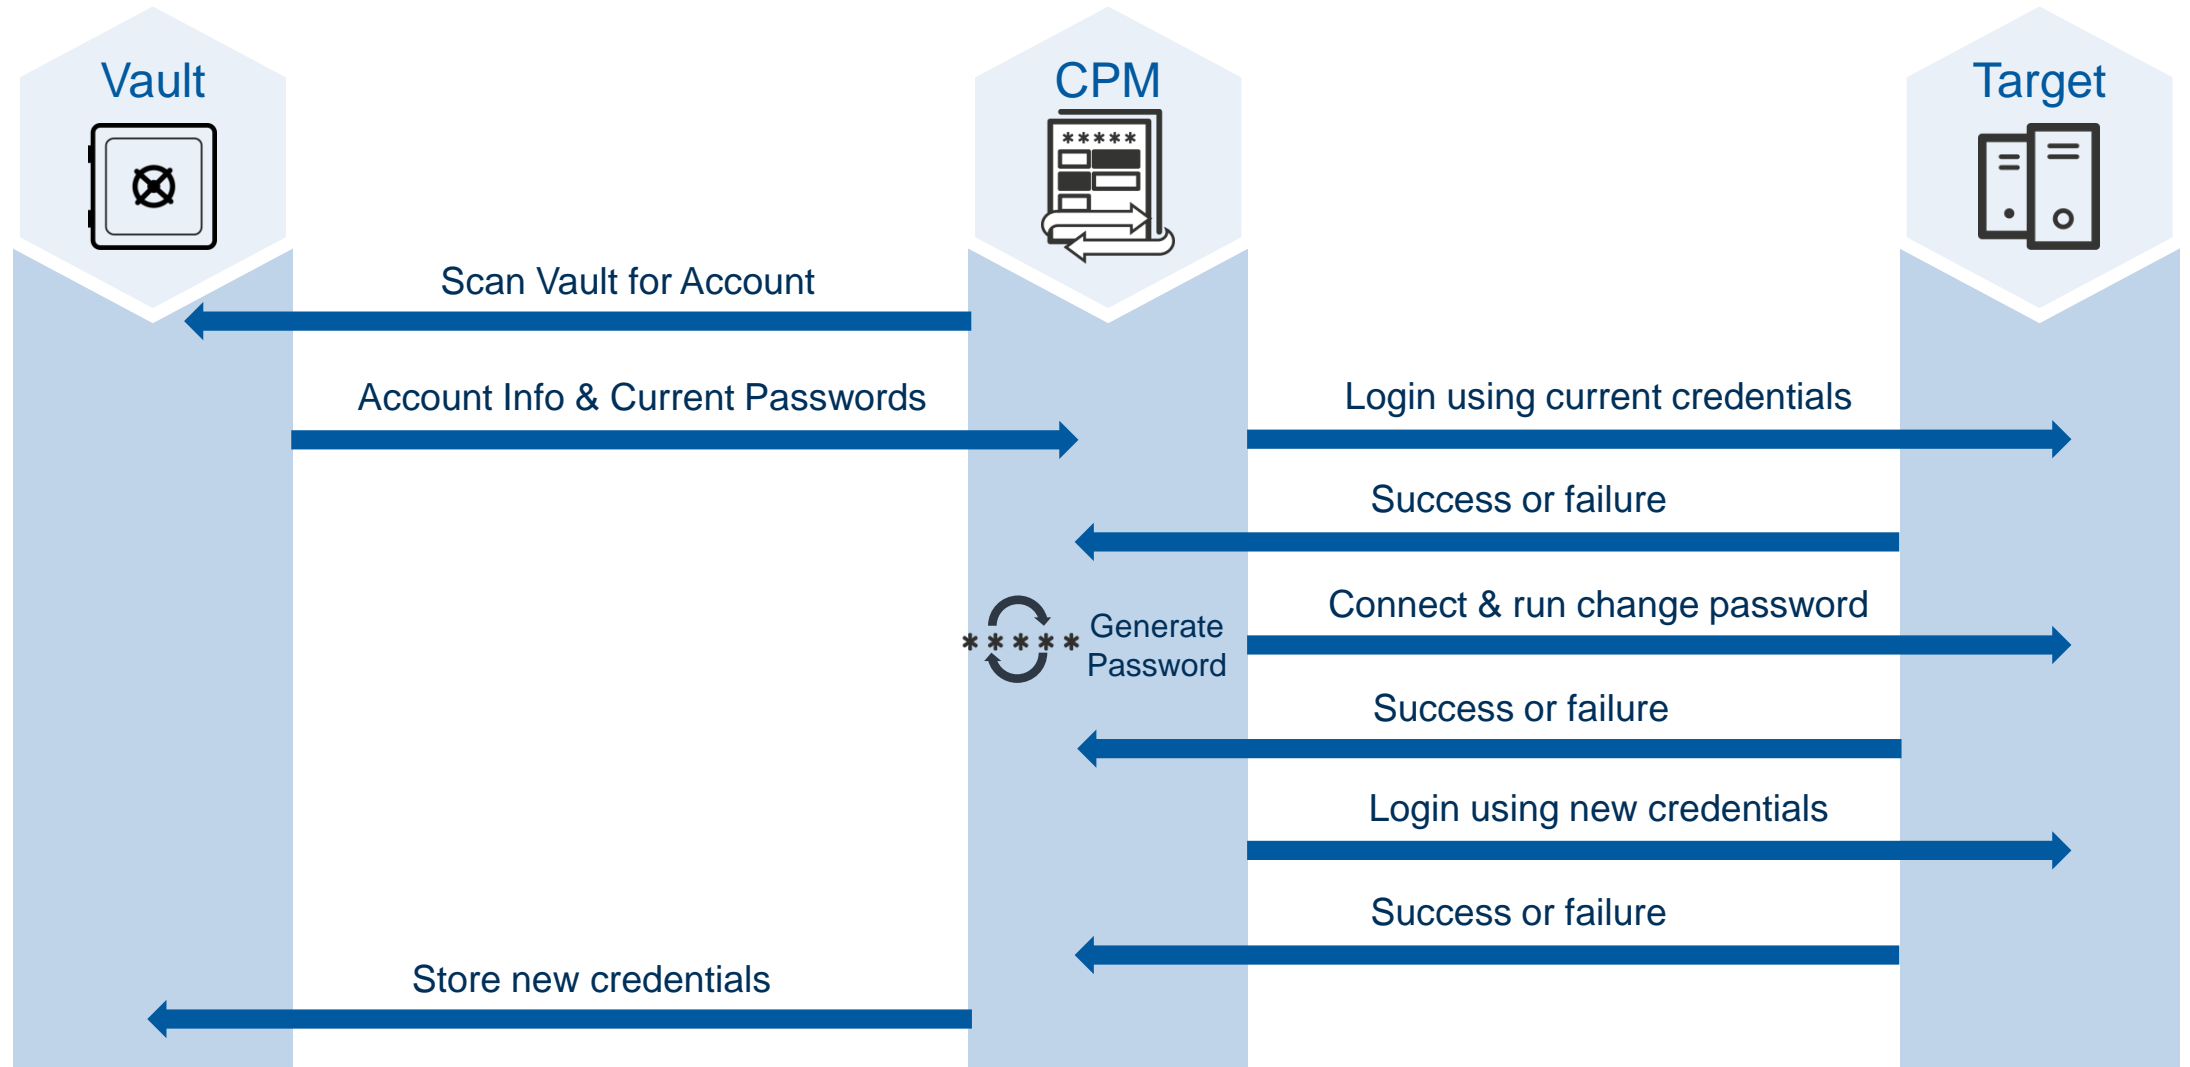 Vault
CPM
Target
*****
Scan Vault for Account
Account Info & Current Passwords
Login using current credentials
Success or failure
Connect & run change password
*****
Generate
Password
Success or failure
Login using new credentials
Success or failure
Store new credentials